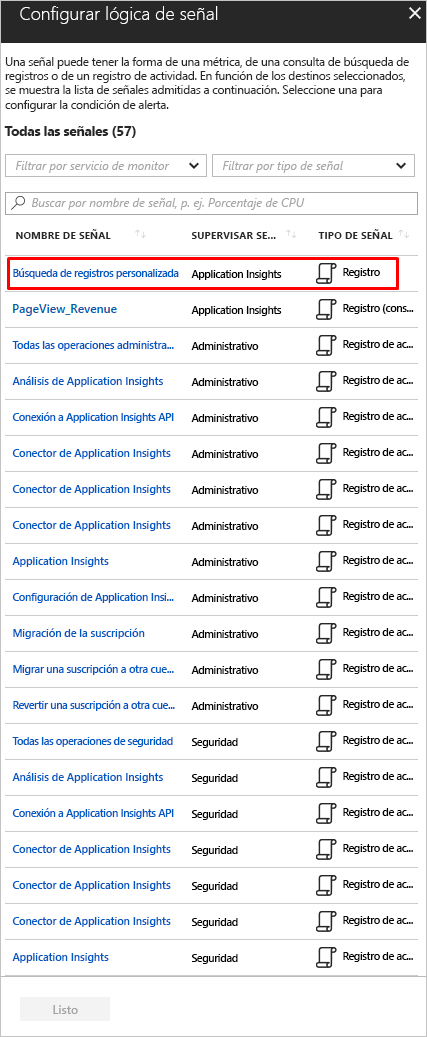 Configurar lógica de señal
Una señal puede tener la forma de una métrica, de una consulta de búsqueda de
registros o de un registro de actividad. En función de los destinos seleccionados,
se muestra la lista de señales admitidas a continuación. Seleccione una para
configurar la condición de alerta.
Todas las señales (57)
Filtrar por servicio de monitor Filtrar por tipo de señal
Buscar por nombre de señal, p. ej. Porcentaje de CPU
NOMBRE DE SEÑAL SUPERVISAR SE... TIPO DE SEÑAL
Búsqueda de registros personalizada Application Insights Registro
PageView_Revenue Application Insights Registro (cons...
Todas las operaciones administra... Administrativo Registro de ac...
Análisis de Application Insights Administrativo Registro de ac...
Conexión a Application Insights API Administrativo Registro de ac...
Conector de Application Insights Administrativo Registro de ac...
Conector de Application Insights Administrativo Registro de ac...
Conector de Application Insights Administrativo Registro de ac...
Application Insights Administrativo Registro de ac...
Configuración de Application Insi... Administrativo Registro de ac...
Migración de la suscripción Administrativo Registro de ac...
Migrar una suscripción a otra cue... Administrativo Registro de ac...
Revertir una suscripción a otra cue... Administrativo Registro de ac...
Todas las operaciones de seguridad Seguridad Registro de ac...
Análisis de Application Insights Seguridad Registro de ac...
Conexión a Application Insights API Seguridad Registro de ac...
Conector de Application Insights Seguridad Registro de ac...
Conector de Application Insights Seguridad Registro de ac...
Conector de Application Insights Seguridad Registro de ac...
Application Insights Seguridad Registro de ac...
Listo